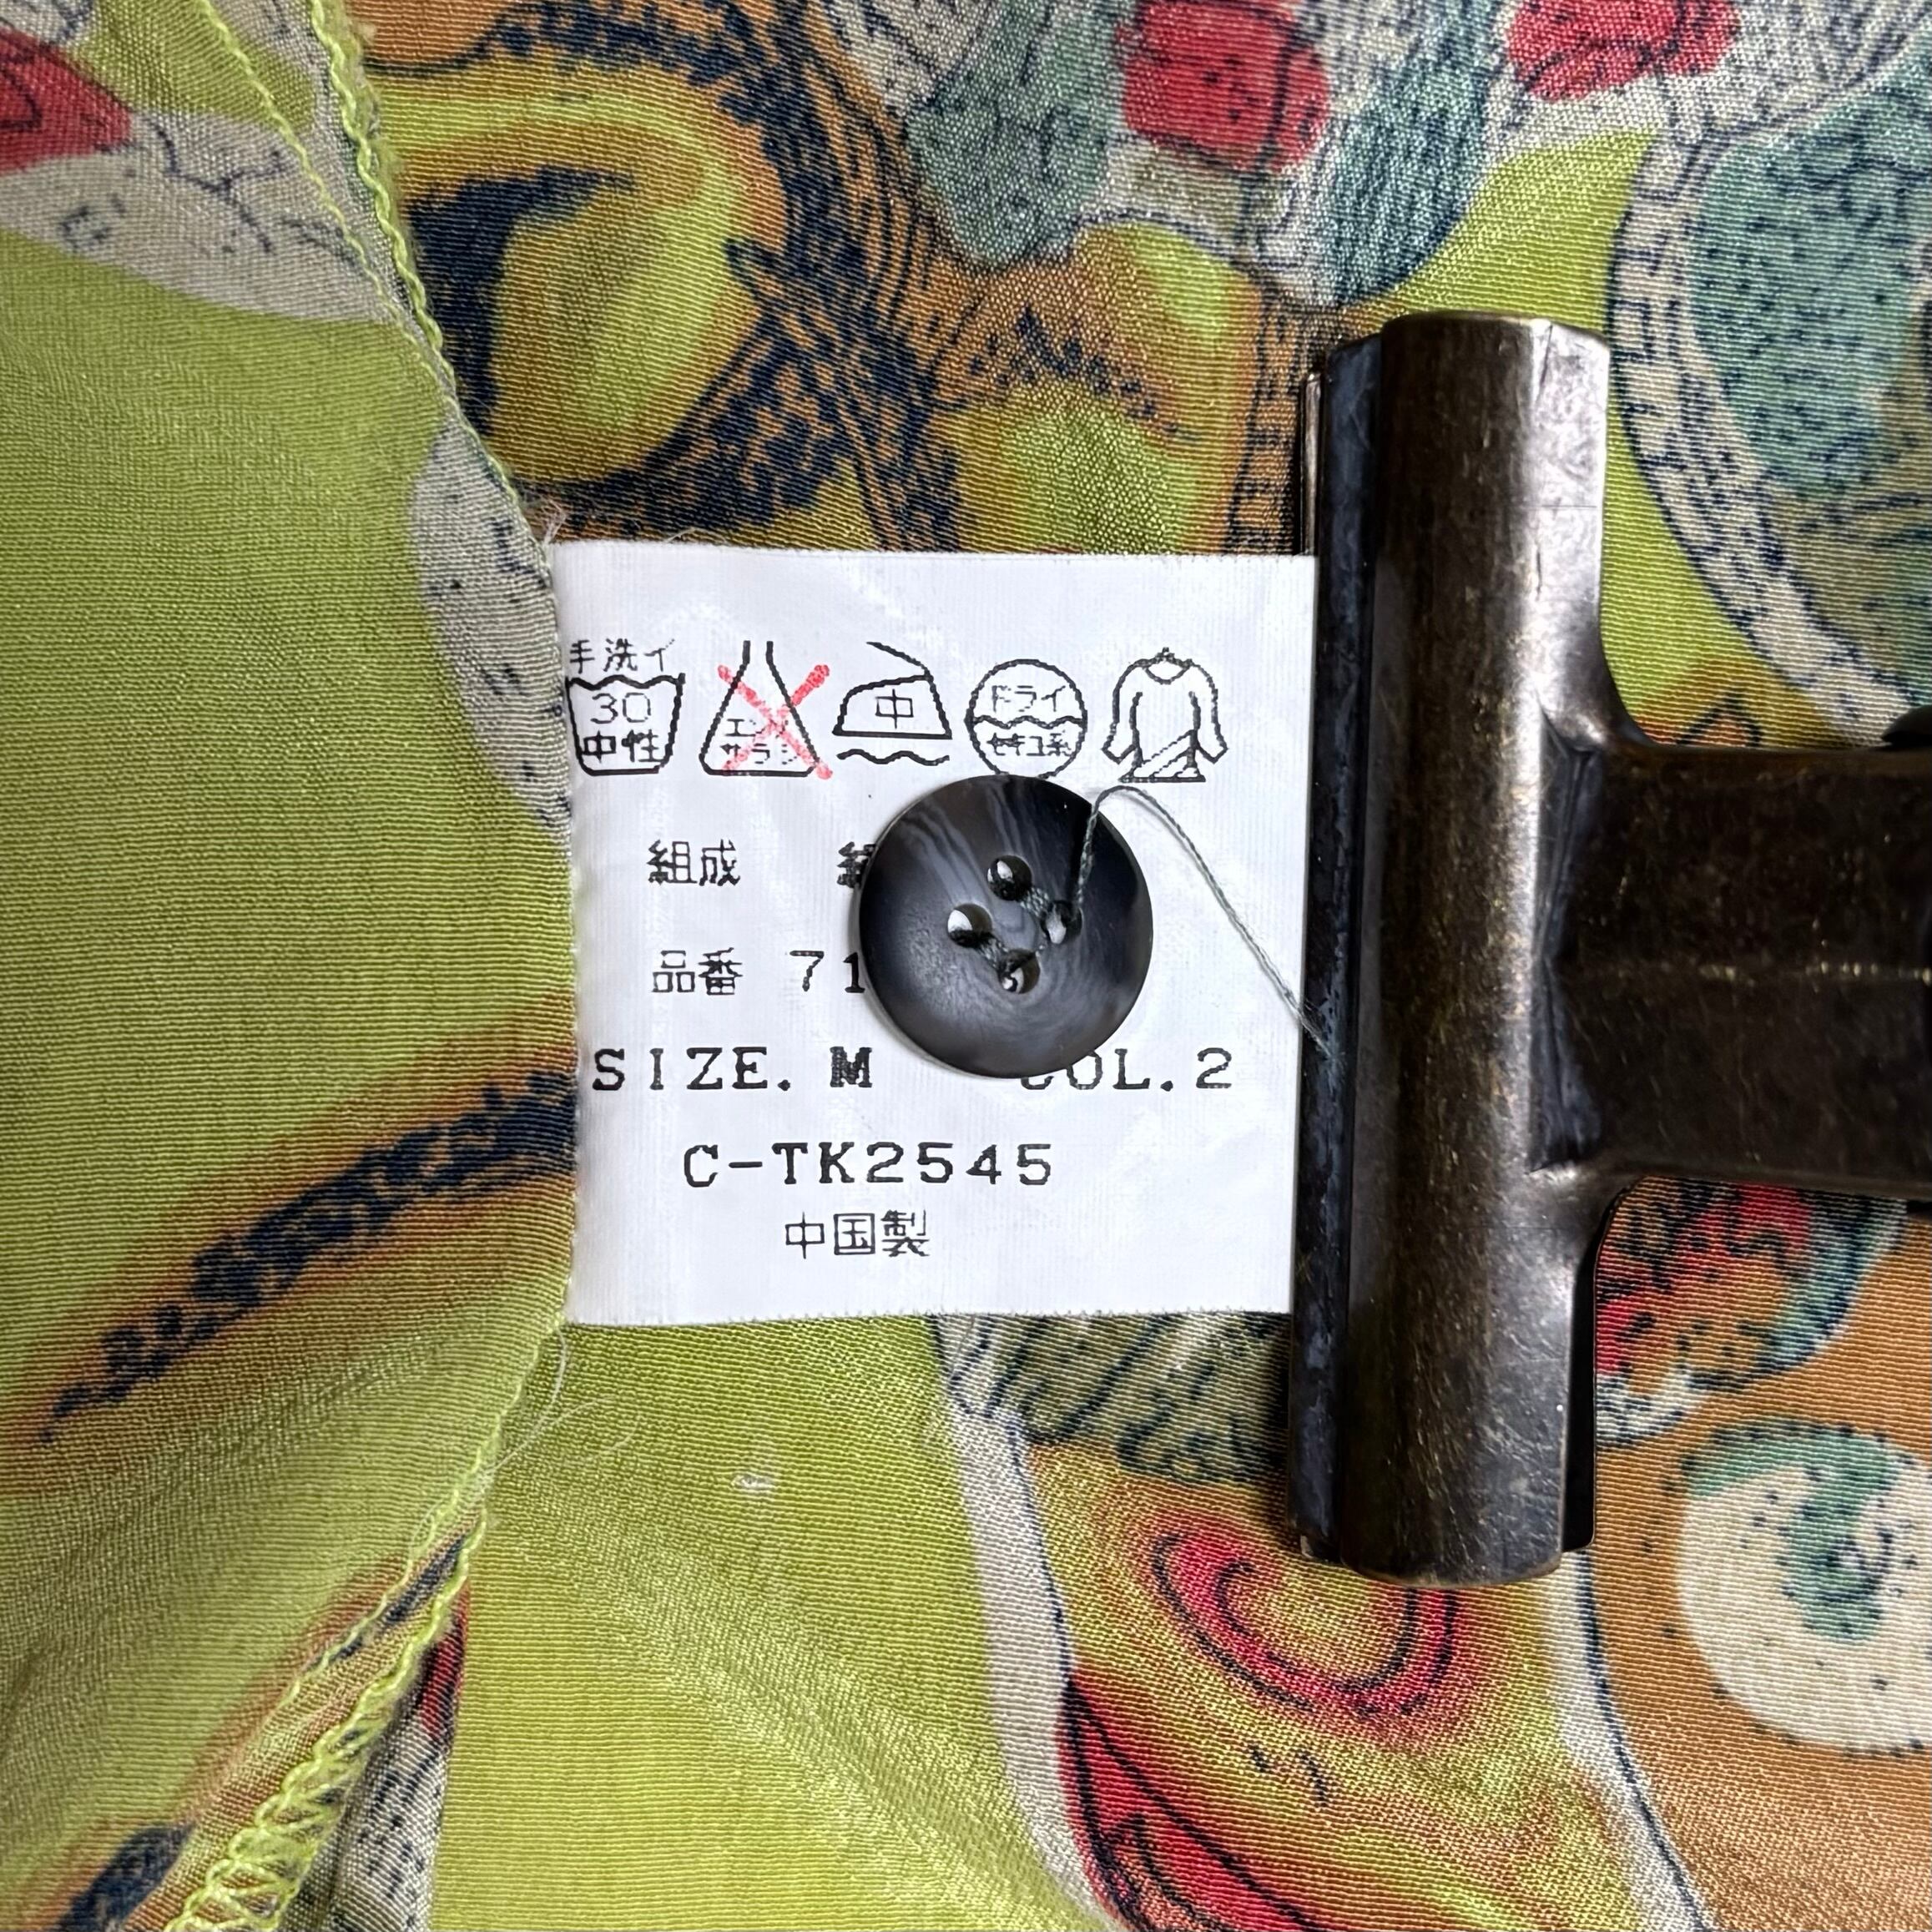 手洗イ
30
中性
エン
サラシ
中
ドライ
セキユ系
組成
品番 71
SIZE. M COL.2
C-TK2545
中国製